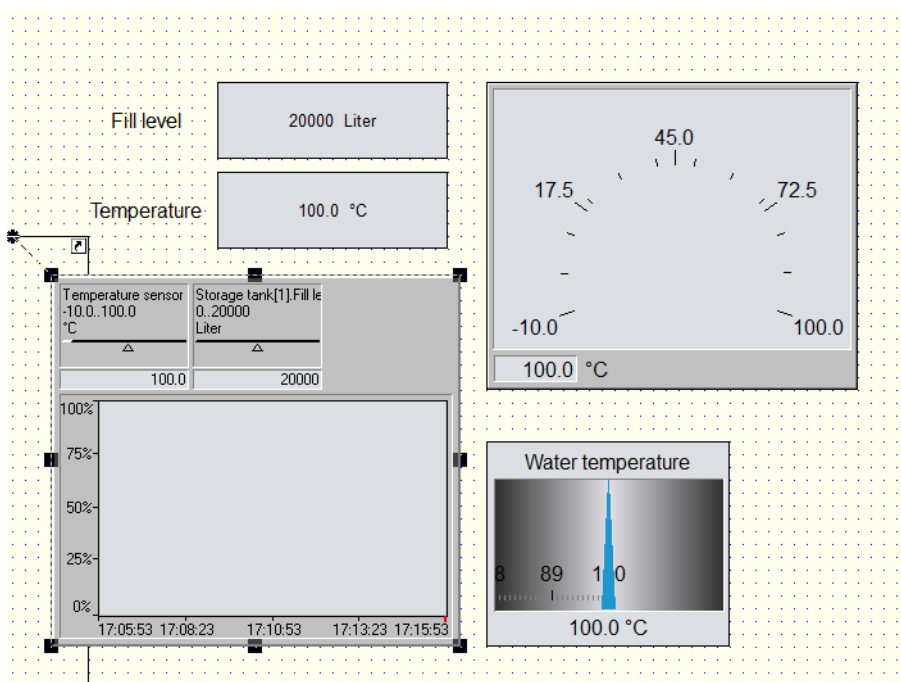 Fill level
20000 Liter
Temperature
100.0 °C
45.0
17.5
72.5
-10.0
100.0
100.0 °C
Temperature sensor
-10.0..100.0
°C
100.0
Storage tank[1].Fill le
0..20000
Liter
20000
100%
75%
50%
25%
0%
17:05:53 17:08:23 17:10:53 17:13:23 17:15:53
Water temperature
8 89 100
100.0 °C